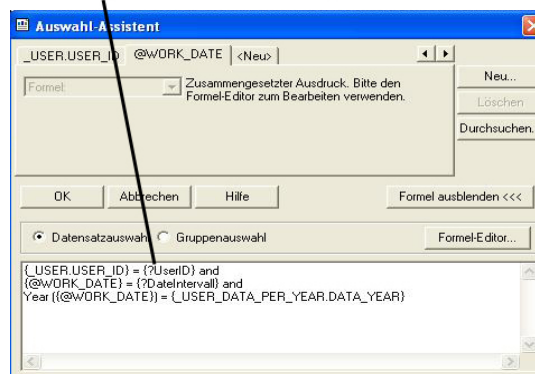 Auswahl-Assistent
_USER.USER_ID @WORK_DATE <Neu>
Formel:
Zusammengesetzter Ausdruck. Bitte den
Formel-Editor zum Bearbeiten verwenden.
Neu...
Löschen
Durchsuchen.
OK Abbrechen Hilfe Formel ausblenden <<<
Datensatzauswahl Gruppenauswahl Formel-Editor...
{_USER.USER_ID} = {?UserID} and
{@WORK_DATE} = {?DateIntervall} and
Year ({@WORK_DATE}) = {_USER_DATA_PER_YEAR.DATA_YEAR}